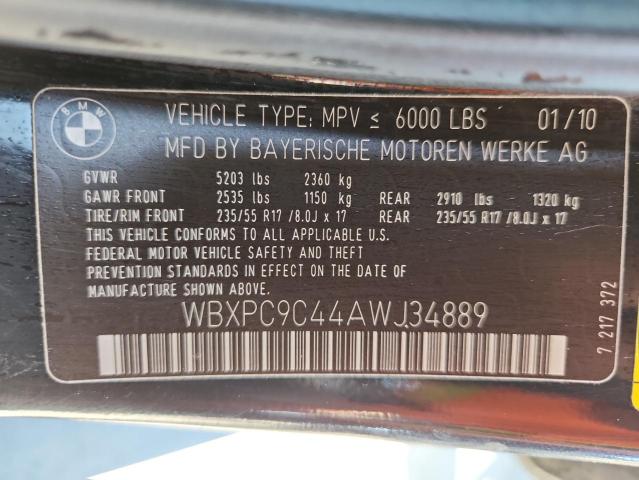 BMW
VEHICLE TYPE: MPV ≤ 6000 LBS 01/10
MFD BY BAYERISCHE MOTOREN WERKE AG
GVWR 5203 lbs 2360 kg
GAWR FRONT 2535 lbs 1150 kg REAR 2910 lbs 1320 kg
TIRE/RIM FRONT 235/55 R17 /8.0J x 17 REAR 235/55 R17 /8.0J x 17
THIS VEHICLE CONFORMS TO ALL APPLICABLE U.S.
FEDERAL MOTOR VEHICLE SAFETY AND THEFT
PREVENTION STANDARDS IN EFFECT ON THE DATE OF
MANUFACTURE SHOWN ABOVE.
WBXPC9C44AWJ34889
7 217 372